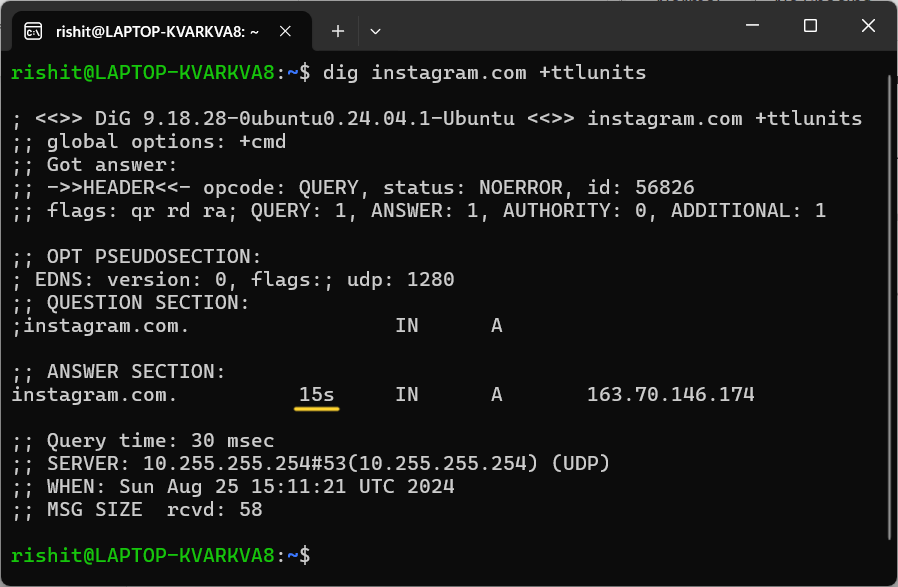 rishit@LAPTOP-KVARKVA8: ~
rishit@LAPTOP-KVARKVA8:~$ dig instagram.com +ttlunits
; <<>> DiG 9.18.28-0ubuntu0.24.04.1-Ubuntu <<>> instagram.com +ttlunits
;; global options: +cmd
;; Got answer:
;; ->>HEADER<<- opcode: QUERY, status: NOERROR, id: 56826
;; flags: qr rd ra; QUERY: 1, ANSWER: 1, AUTHORITY: 0, ADDITIONAL: 1
;; OPT PSEUDOSECTION:
; EDNS: version: 0, flags:; udp: 1280
;; QUESTION SECTION:
;instagram.com. IN A
;; ANSWER SECTION:
instagram.com. 15s IN A 163.70.146.174
;; Query time: 30 msec
;; SERVER: 10.255.255.254#53(10.255.255.254) (UDP)
;; WHEN: Sun Aug 25 15:11:21 UTC 2024
;; MSG SIZE rcvd: 58
rishit@LAPTOP-KVARKVA8:~$